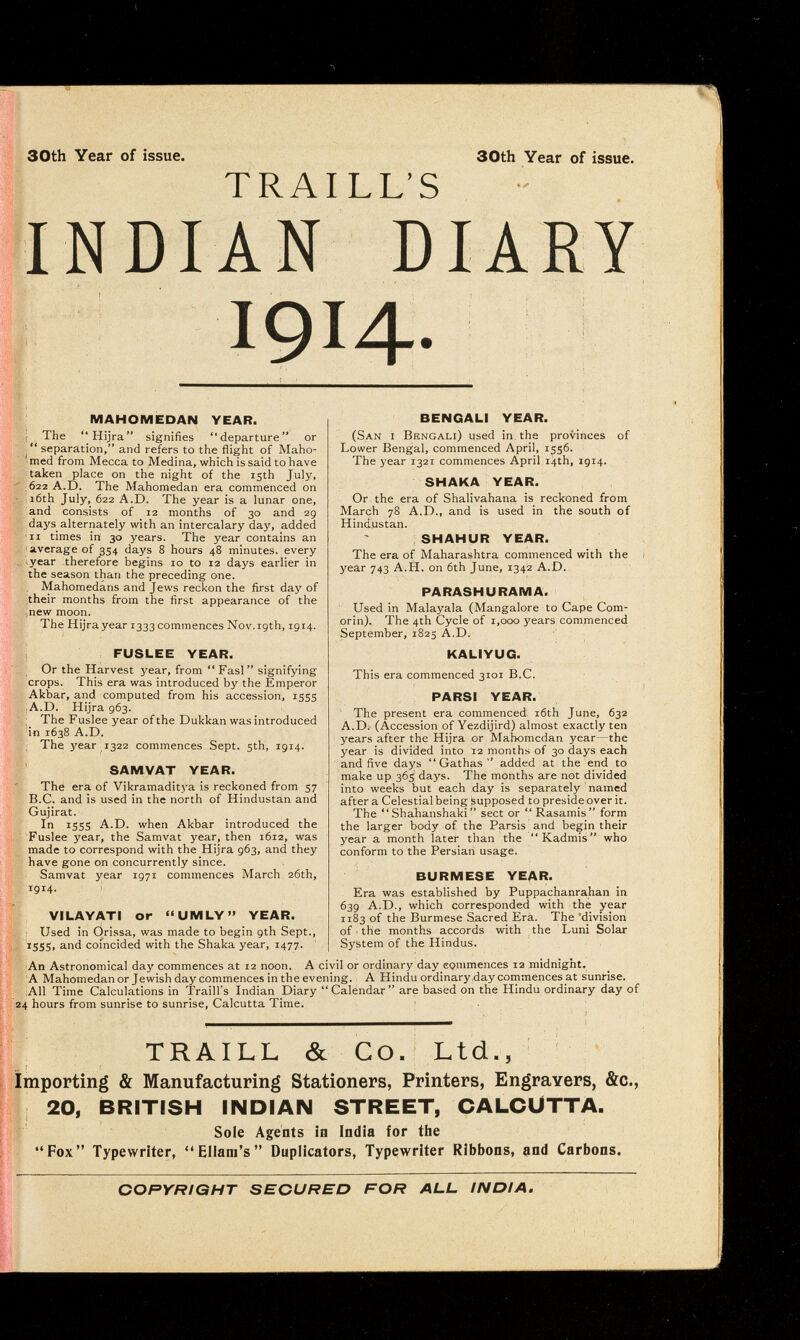 30th Year of issue. 30th Year of issue.
TRAILL'S
INDIAN DIARY
1914.
MAHOMEDAN YEAR.
The "Hijra" signifies "departure" or
"separation," and refers to the flight of Maho-
med from Mecca to Medina, which is said to have
taken place on the night of the 15th July,
622 A.D. The Mahomedan era commenced on
16th July, 622 A.D. The year is a lunar one,
and consists of 12 months of 30 and 29
days alternately with an intercalary day, added
11 times in 30 years. The year contains an
average of 354 days 8 hours 48 minutes, every
year therefore begins 10 to 12 days earlier in
the season than the preceding one.
Mahomedans and Jews reckon the first day of
their months from the first appearance of the
new moon.
The Hijra year 1333 commences Nov. 19th, 1914.
FUSLEE YEAR.
Or the Harvest year, from "Fasl" signifying
crops. This era was introduced by the Emperor
Akbar, and computed from his accession, 1555
A.D. Hijra 963.
The Fuslee year of the Dukkan was introduced
in 1638 A.D.
The year 1322 commences Sept. 5th, 1914.
SAMVAT YEAR.
The era of Vikramaditya is reckoned from 57
B.C. and is used in the north of Hindustan and
Gujirat.
In 1555 A.D. when Akbar introduced the
Fuslee year, the Samvat year, then 1612, was
made to correspond with the Hijra 963, and they
have gone on concurrently since.
Samvat year 1971 commences March 26th,
1914.
VILAYATI or "UMLY" YEAR.
Used in Orissa, was made to begin 9th Sept.,
1555, and coincided with the Shaka year, 1477.
BENGALI YEAR.
(SAN I BENGALI) used in the provinces of
Lower Bengal, commenced April, 1556.
The year 1321 commences April 14th, 1914.
SHAKA YEAR.
Or the era of Shalivahana is reckoned from
March 78 A.D., and is used in the south of
Hindustan.
SHAHUR YEAR.
The era of Maharashtra commenced with the
year 743 A.H. on 6th June, 1342 A.D.
PARASHURAMA.
Used in Malayala (Mangalore to Cape Com-
orin). The 4th Cycle of 1,000 years commenced
September, 1825 A.D.
KALIYUG.
This era commenced 3101 B.C.
PARSI YEAR.
The present era commenced 16th June, 632
A.D. (Accession of Yezdijird) almost exactly ten
years after the Hijra or Mahomedan year—the
year is divided into 12 months of 30 days each
and five days "Gathas" added at the end to
make up 365 days. The months are not divided
into weeks but each day is separately named
after a Celestial being supposed to preside over it.
The "Shahanshaki" sect or "Rasamis" form
the larger body of the Parsis and begin their
year a month later than the "Kadmis" who
conform to the Persian usage.
BURMESE YEAR.
Era was established by Puppachanrahan in
639 A.D., which corresponded with the year
1183 of the Burmese Sacred Era. The division
of the months accords with the Luni Solar
System of the Hindus.
An Astronomical day commences at 12 noon. A civil or ordinary day commences 12 midnight.
A Mahomedan or Jewish day commences in the evening. A Hindu ordinary day commences at sunrise.
All Time Calculations in Traill's Indian Diary "Calendar" are based on the Hindu ordinary day of
24 hours from sunrise to sunrise, Calcutta Time.
TRAILL & Co. Ltd.,
Importing & Manufacturing Stationers, Printers, Engravers, &c.,
20, BRITISH INDIAN STREET, CALCUTTA.
Sole Agents in India for the
"Fox" Typewriter, "Ellam's" Duplicators, Typewriter Ribbons, and Carbons.
COPYRIGHT SECURED FOR ALL INDIA.